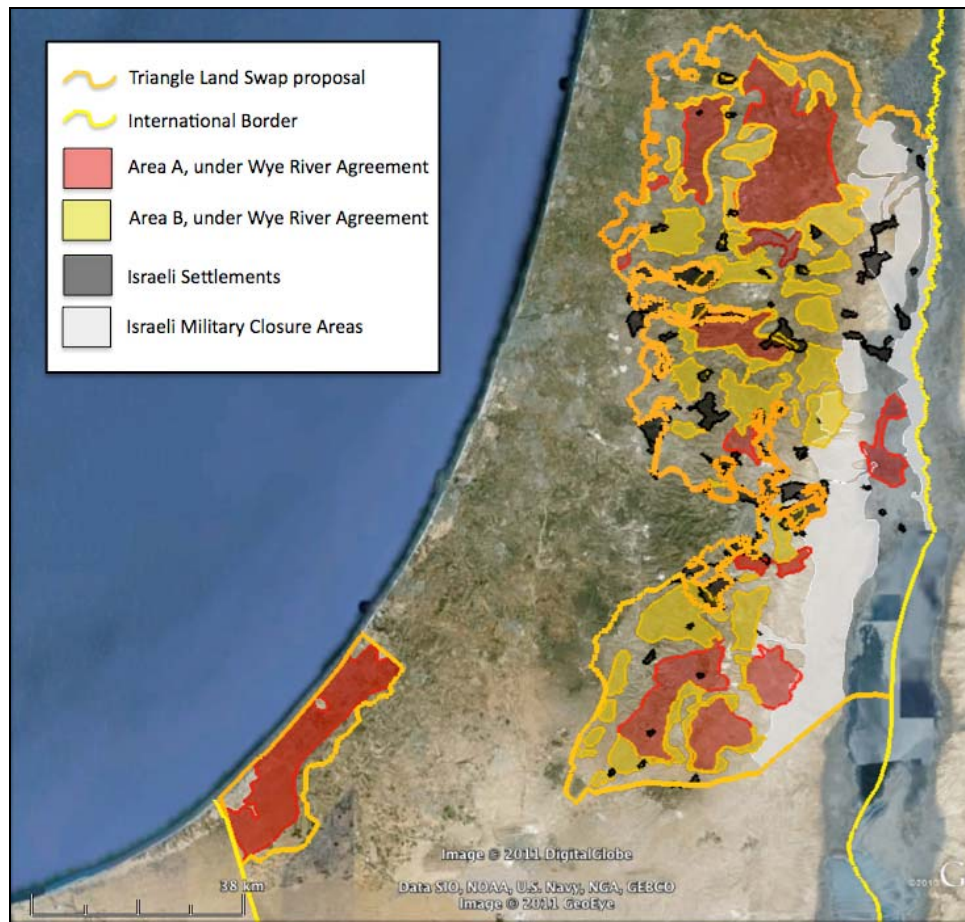 Triangle Land Swap proposal
International Border
Area A, under Wye River Agreement
Area B, under Wye River Agreement
Israeli Settlements
Israeli Military Closure Areas
Image © 2011 DigitalGlobe
38 km
Data SIO, NOAA, U.S. Navy, NGA, GEBCO
©2010 G
Image © 2011 GeoEye